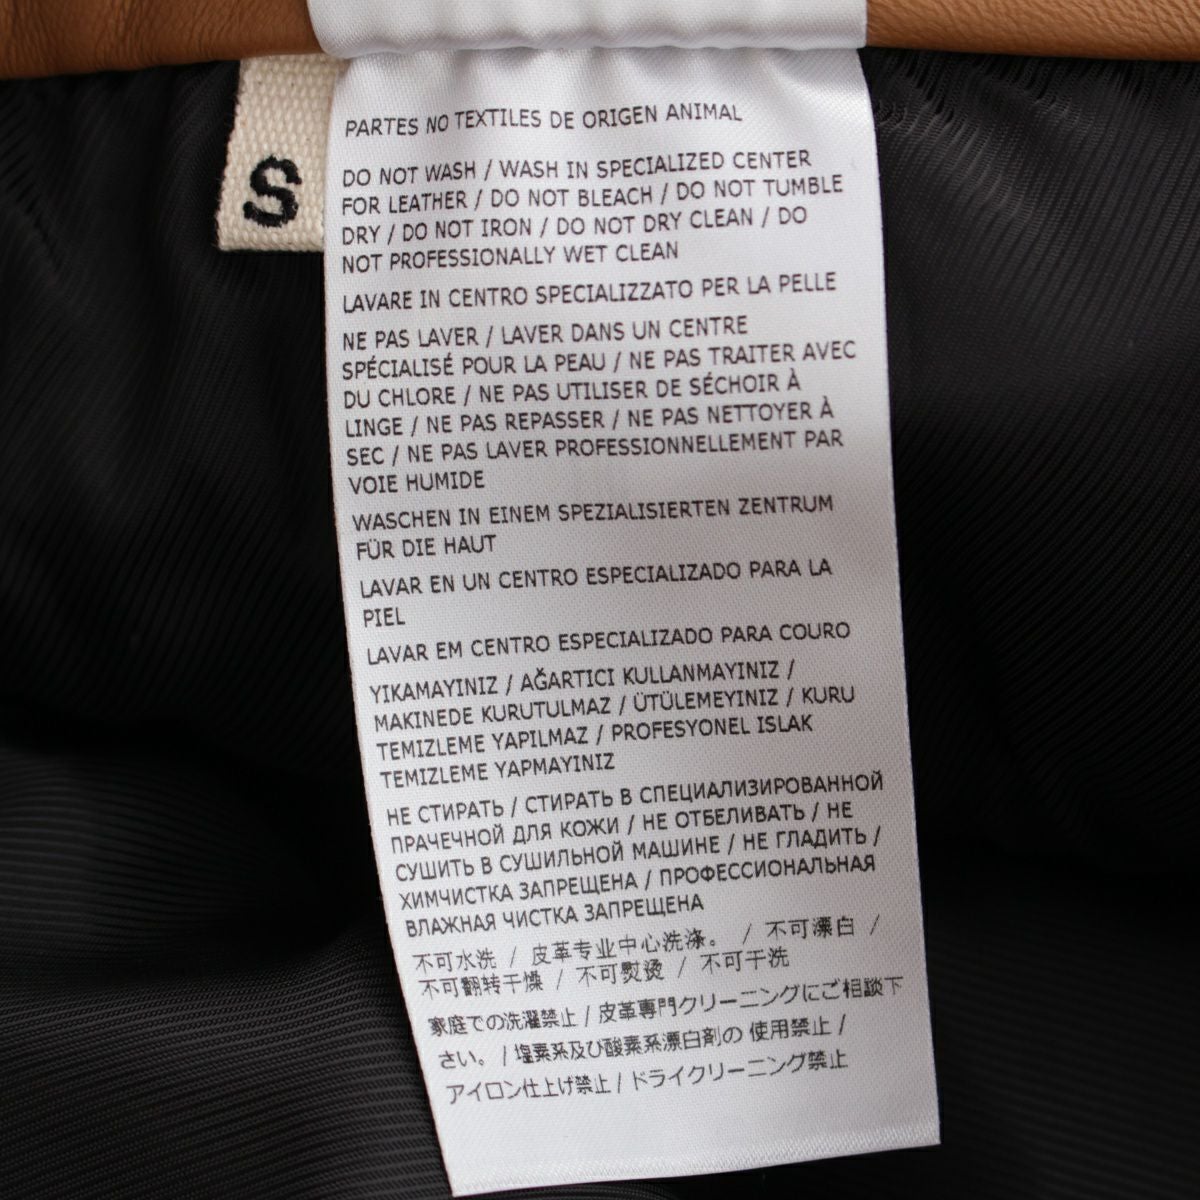 S
PARTES NO TEXTILES DE ORIGEN ANIMAL
DO NOT WASH / WASH IN SPECIALIZED CENTER
FOR LEATHER / DO NOT BLEACH / DO NOT TUMBLE
DRY / DO NOT IRON / DO NOT DRY CLEAN / DO
NOT PROFESSIONALLY WET CLEAN
LAVARE IN CENTRO SPECIALIZZATO PER LA PELLE
NE PAS LAVER / LAVER DANS UN CENTRE
SPÉCIALISÉ POUR LA PEAU / NE PAS TRAITER AVEC
DU CHLORE / NE PAS UTILISER DE SÉCHOIR À
LINGE / NE PAS REPASSER / NE PAS NETTOYER À
SEC / NE PAS LAVER PROFESSIONNELLEMENT PAR
VOIE HUMIDE
WASCHEN IN EINEM SPEZIALISIERTEN ZENTRUM
FÜR DIE HAUT
LAVAR EN UN CENTRO ESPECIALIZADO PARA LA
PIEL
LAVAR EM CENTRO ESPECIALIZADO PARA COURO
YIKAMAYINIZ / AĞARTICI KULLANMAYINIZ /
MAKINEDE KURUTULMAZ / ÜTÜLEMEYINIZ / KURU
TEMIZLEME YAPILMAZ / PROFESYONEL ISLAK
TEMIZLEME YAPMAYINIZ
НЕ СТИРАТЬ / СТИРАТЬ В СПЕЦИАЛИЗИРОВАННОЙ
ПРАЧЕЧНОЙ ДЛЯ КОЖИ / НЕ ОТБЕЛИВАТЬ / НЕ
СУШИТЬ В СУШИЛЬНОЙ МАШИНЕ / НЕ ГЛАДИТЬ /
ХИМЧИСТКА ЗАПРЕЩЕНА / ПРОФЕССИОНАЛЬНАЯ
ВЛАЖНАЯ ЧИСТКА ЗАПРЕЩЕНА
不可水洗 / 皮革专业中心洗涤。 / 不可漂白 /
不可翻转干燥 / 不可熨烫 / 不可干洗
家庭での洗濯禁止 / 皮革専門クリーニングにご相談下
さい。 / 塩素系及び酸素系漂白剤の 使用禁止 /
アイロン仕上げ禁止 / ドライクリーニング禁止